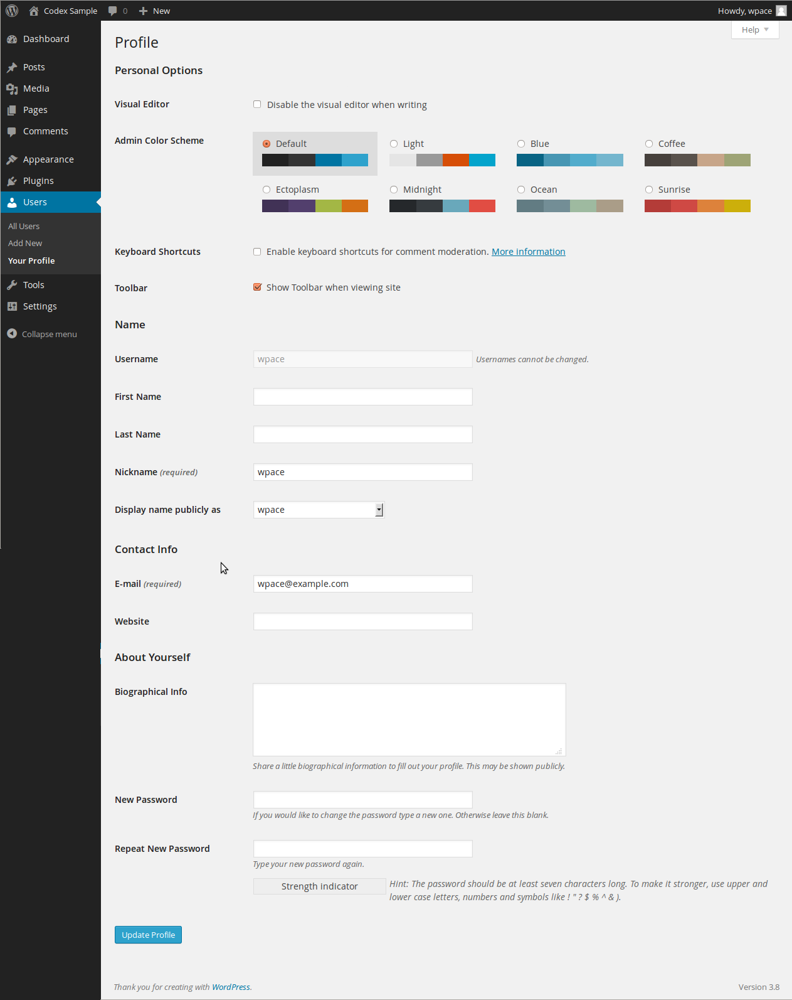 Codex Sample 0 New Howdy, wpace
Help
Dashboard
Posts
Media
Pages
Comments
Appearance
Plugins
Users
All Users
Add New
Your Profile
Tools
Settings
Collapse menu
Profile
Personal Options
Visual Editor Disable the visual editor when writing
Admin Color Scheme
Default Light Blue Coffee
Ectoplasm Midnight Ocean Sunrise
Keyboard Shortcuts Enable keyboard shortcuts for comment moderation. More information
Toolbar Show Toolbar when viewing site
Name
Username wpace Usernames cannot be changed.
First Name
Last Name
Nickname (required) wpace
Display name publicly as wpace
Contact Info
E-mail (required) wpace@example.com
Website
About Yourself
Biographical Info
Share a little biographical information to fill out your profile. This may be shown publicly.
New Password
If you would like to change the password type a new one. Otherwise leave this blank.
Repeat New Password
Type your new password again.
Strength indicator
Hint: The password should be at least seven characters long. To make it stronger, use upper and
lower case letters, numbers and symbols like ! " ? $ % ^ & ).
Update Profile
Thank you for creating with WordPress. Version 3.8